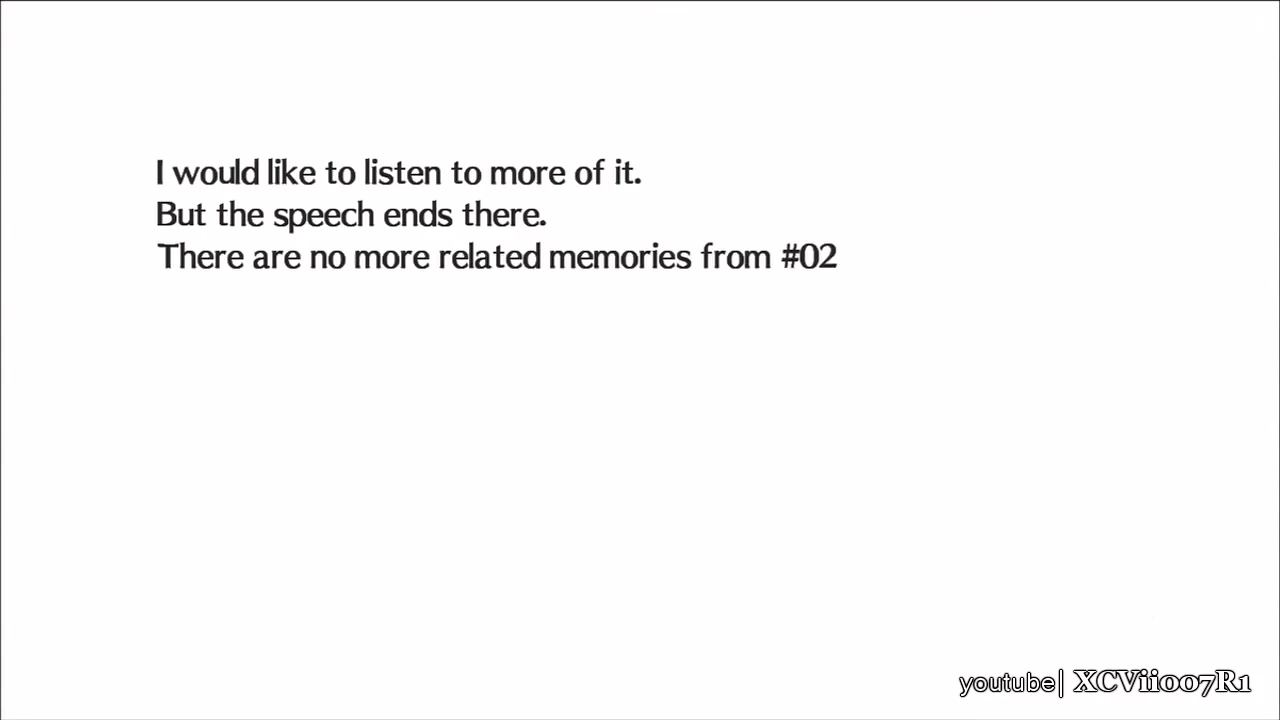 I would like to listen to more of it.
But the speech ends there.
There are no more related memories from #02
youtube| XCVii007R1